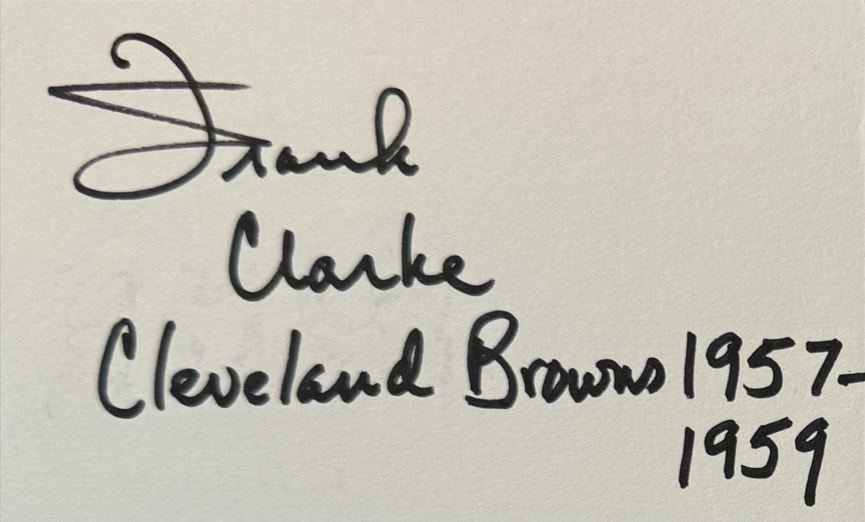 Frank
Clarke
Cleveland Browns 1957-
1959